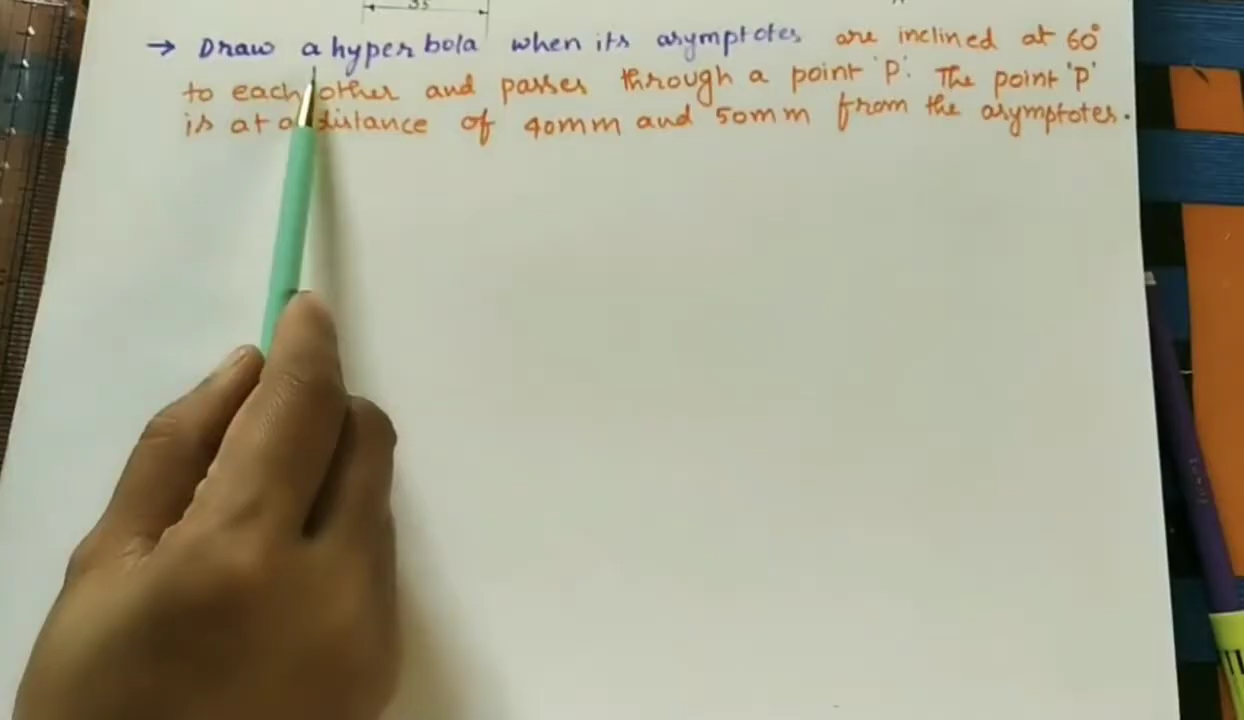 35
→ Draw a hyperbola when its asymptotes are inclined at 60°
to each other and passes through a point 'P'. The point 'P'
is at a distance of 40mm and 50mm from the asymptotes.